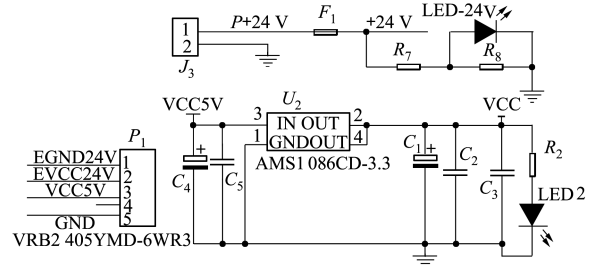 LED-24V
1 P+24 V F1 +24 V
2
J3 R7 R8
VCC5V U2 VCC
3 IN OUT 2
1 GNDOUT 4
AMS1 086CD-3.3
P1
EGND24V 1
EVCC24V 2
VCC5V 3
4
GND 5
VRB2 405YMD-6WR3
+ C4 C5 + C1 C2 C3 R2
LED2